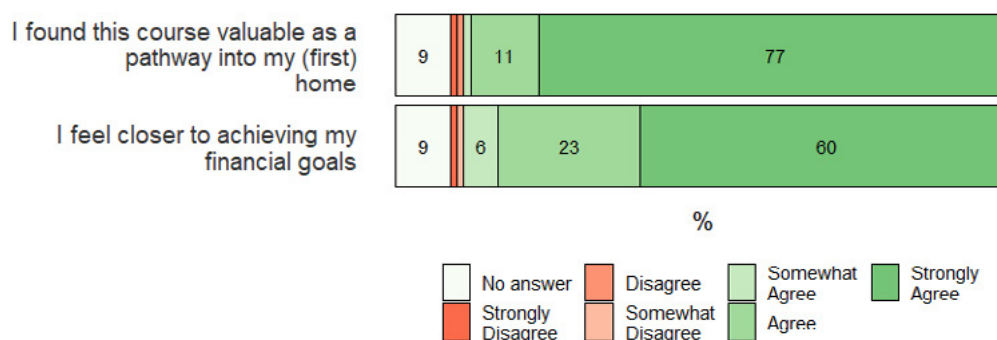 I found this course valuable as a
pathway into my (first)
home
9 11 77
I feel closer to achieving my
financial goals
9 6 23 60
%
No answer
Strongly
Disagree
Disagree
Somewhat
Disagree
Somewhat
Agree
Agree
Strongly
Agree